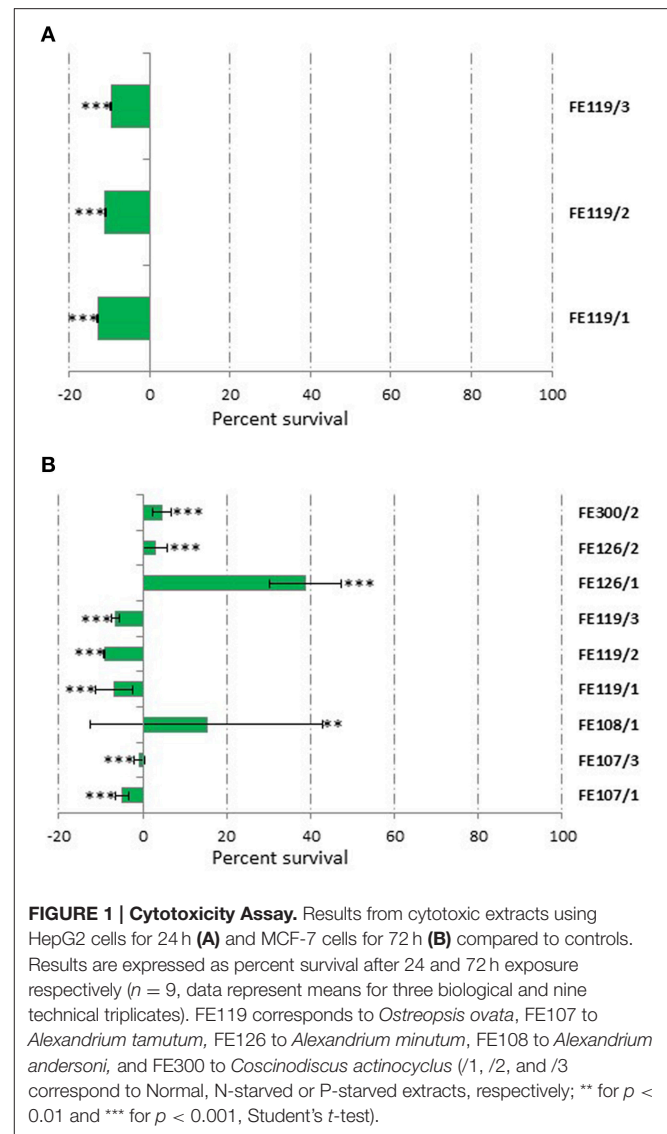 A
*** FE119/3
*** FE119/2
*** FE119/1
-20 0 20 40 60 80 100
Percent survival
B
*** FE300/2
*** FE126/2
*** FE126/1
*** FE119/3
*** FE119/2
*** FE119/1
** FE108/1
*** FE107/3
*** FE107/1
-20 0 20 40 60 80 100
Percent survival
FIGURE 1 | Cytotoxicity Assay. Results from cytotoxic extracts using
HepG2 cells for 24 h (A) and MCF-7 cells for 72 h (B) compared to controls.
Results are expressed as percent survival after 24 and 72 h exposure
respectively (n = 9, data represent means for three biological and nine
technical triplicates). FE119 corresponds to Ostreopsis ovata, FE107 to
Alexandrium tamutum, FE126 to Alexandrium minutum, FE108 to Alexandrium
andersoni, and FE300 to Coscinodiscus actinocyclus (/1, /2, and /3
correspond to Normal, N-starved or P-starved extracts, respectively; ** for p <
0.01 and *** for p < 0.001, Student's t-test).